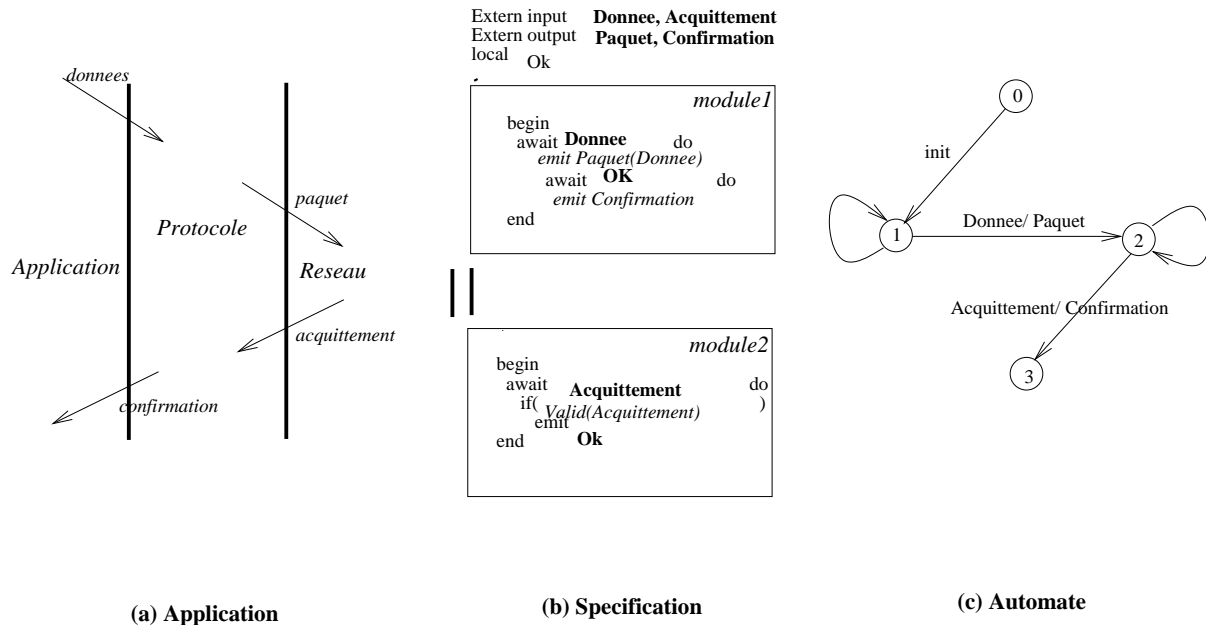 donnees
paquet
Protocole
Application
Reseau
acquittement
confirmation
(a) Application
Extern input Donnee, Acquittement
Extern output Paquet, Confirmation
local Ok
module1
begin
await Donnee do
emit Paquet(Donnee)
await OK do
emit Confirmation
end
module2
begin
await Acquittement do
if( Valid(Acquittement) )
emit
Ok
end
(b) Specification
0
init
1
Donnee/ Paquet
2
Acquittement/ Confirmation
3
(c) Automate